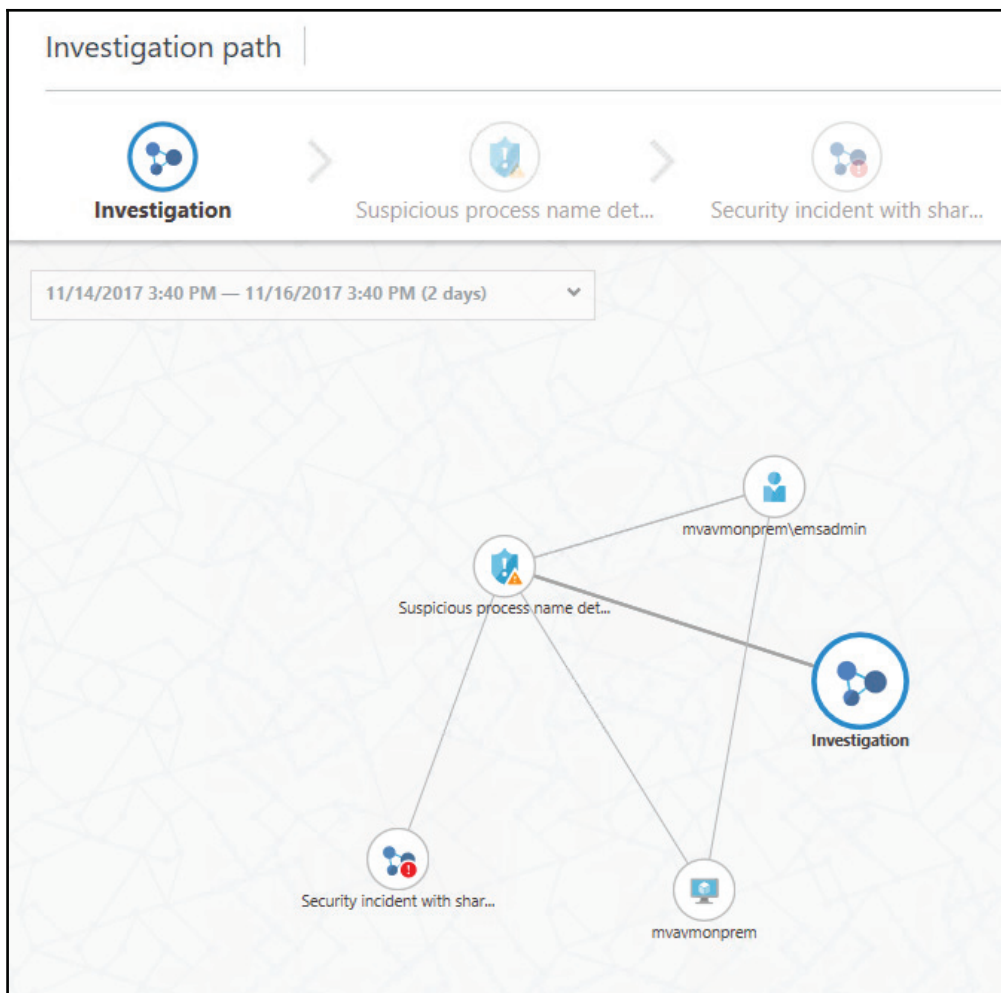 Investigation path
Investigation
Suspicious process name det...
Security incident with shar...
11/14/2017 3:40 PM — 11/16/2017 3:40 PM (2 days)
mvavmonprem\emsadmin
Suspicious process name det...
Investigation
Security incident with shar...
mvavmonprem